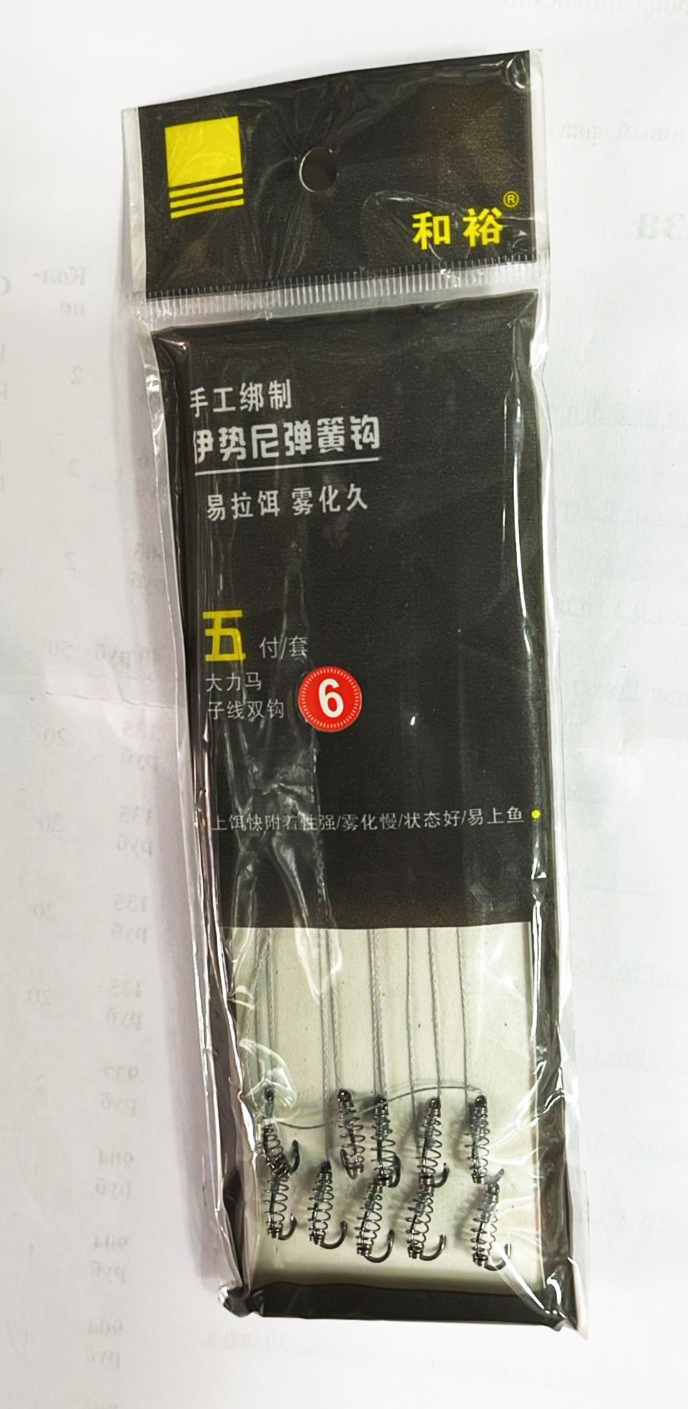 和裕®
手工绑制
伊势尼弹簧钩
易拉饵 雾化久
五 付/套
大力马
子线双钩
6
上饵快附着性强/雾化慢/状态好/易上鱼